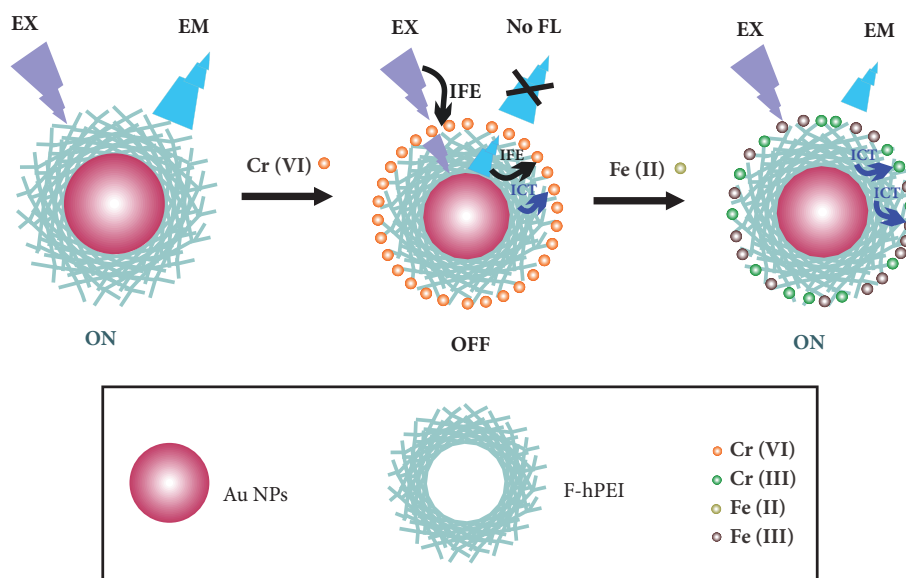 EX
EM
ON
Cr (VI)
EX
No FL
IFE
IFE
ICT
OFF
Fe (II)
EX
EM
ICT
ICT
ON
Au NPs
F-hPEI
Cr (VI)
Cr (III)
Fe (II)
Fe (III)